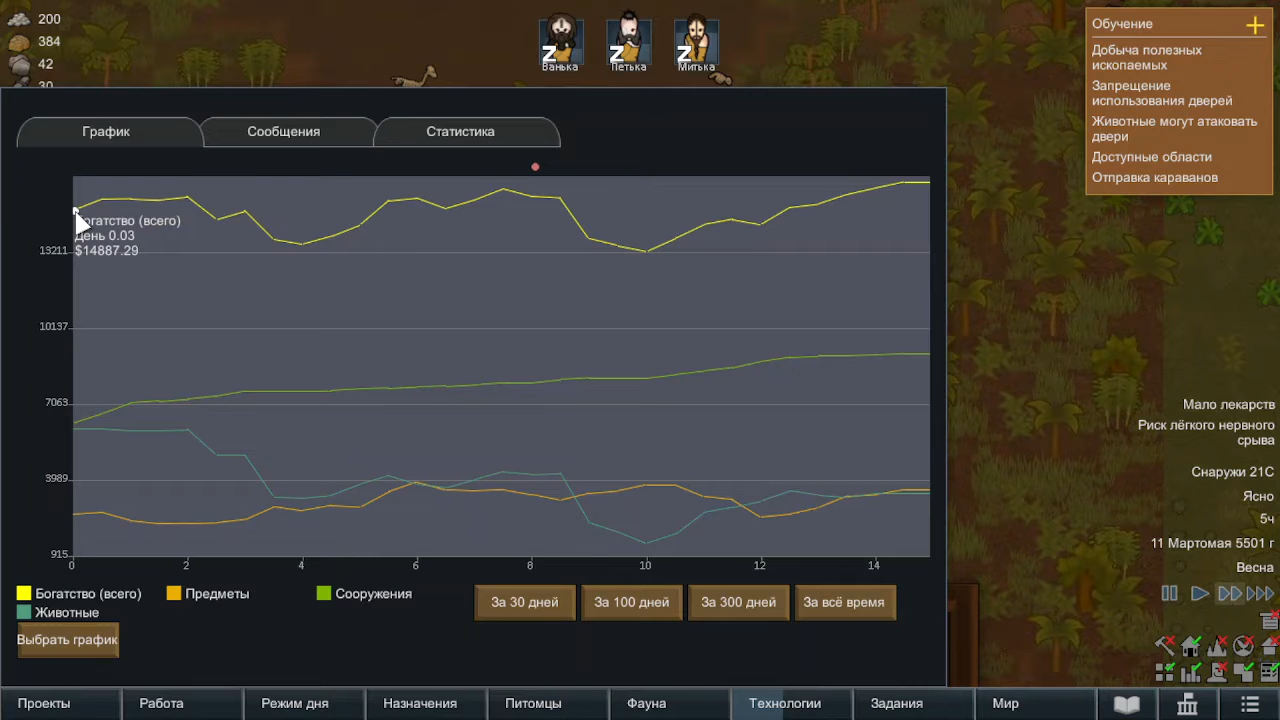 200
384
42
30
Z
Z
Z
Ванька
Петька
Митька
Обучение
Добыча полезных
ископаемых
Запрещение
использования дверей
Животные могут атаковать
двери
Доступные области
Отправка караванов
График
Сообщения
Статистика
Богатство (всего)
день 0.03
$14887.29
13211
10137
7063
3989
915
0
2
4
6
8
10
12
14
Богатство (всего)
Предметы
Сооружения
Животные
За 30 дней
За 100 дней
За 300 дней
За всё время
Выбрать график
Мало лекарств
Риск лёгкого нервного
срыва
Снаружи 21C
Ясно
5ч
11 Мартомая 5501 г
Весна
Проекты
Работа
Режим дня
Назначения
Питомцы
Фауна
Технологии
Задания
Мир